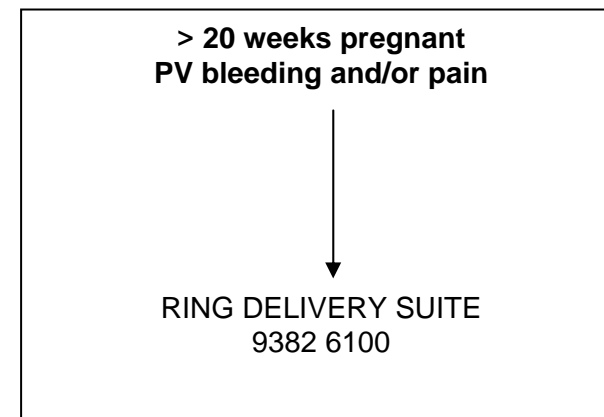 > 20 weeks pregnant
PV bleeding and/or pain
RING DELIVERY SUITE
9382 6100